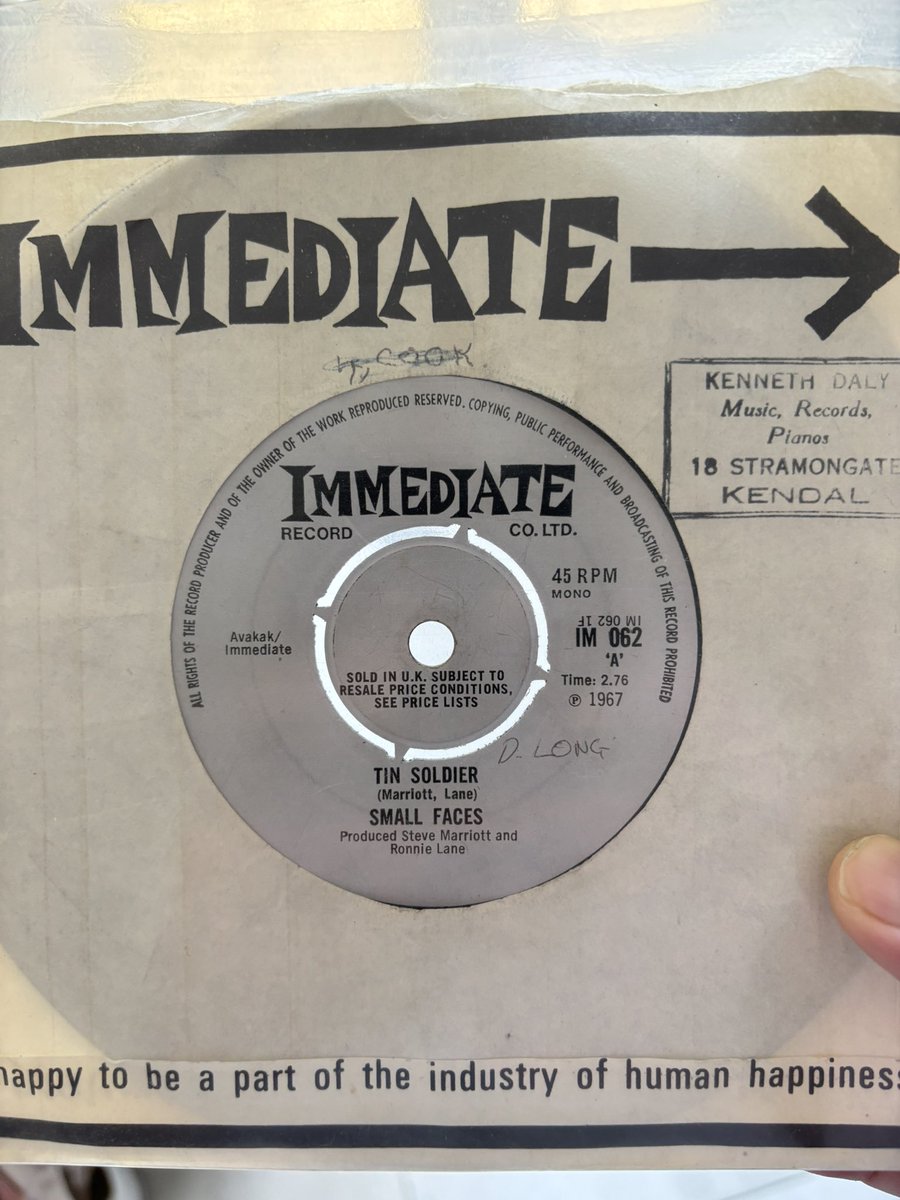 IMMEDIATE
T, COOK
KENNETH DALY
Music, Records,
Pianos
18 STRAMONGATE
KENDAL
ALL RIGHTS OF THE RECORD PRODUCER AND OF THE OWNER OF THE WORK REPRODUCED RESERVED. COPYING, PUBLIC PERFORMANCE AND BROADCASTING OF THIS RECORD PROHIBITED
IMMEDIATE
RECORD CO. LTD.
45 RPM
MONO
IM 062 1F
IM 062
'A'
Time: 2.76
℗ 1967
Avakak/
Immediate
SOLD IN U.K. SUBJECT TO
RESALE PRICE CONDITIONS,
SEE PRICE LISTS
D. LONG
TIN SOLDIER
(Marriott, Lane)
SMALL FACES
Produced Steve Marriott and
Ronnie Lane
happy to be a part of the industry of human happiness